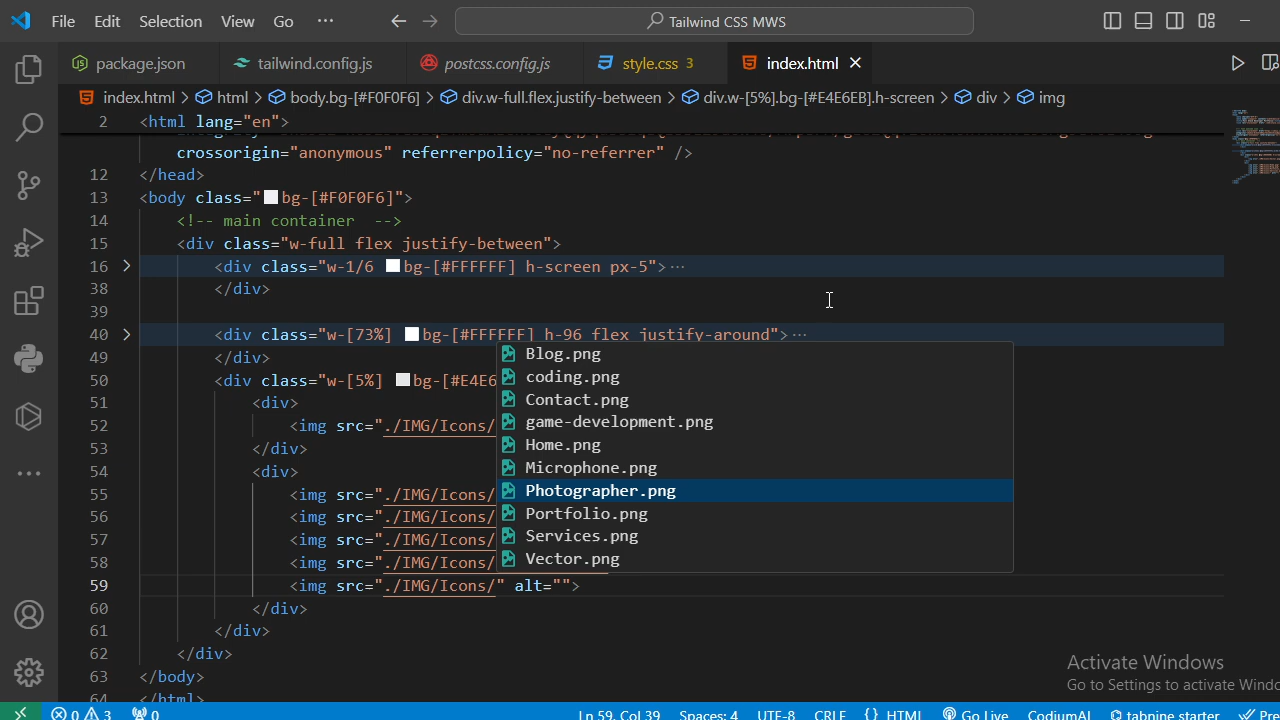 File Edit Selection View Go ··· Tailwind CSS MWS
package.json tailwind.config.js postcss.config.js style.css 3 index.html
index.html > html > body.bg-[#F0F0F6] > div.w-full.flex.justify-between > div.w-[5%].bg-[#E4E6EB].h-screen > div > img
2 <html lang="en">
crossorigin="anonymous" referrerpolicy="no-referrer" />
12 </head>
13 <body class="bg-[#F0F0F6]">
14 <!-- main container -->
15 <div class="w-full flex justify-between">
16 <div class="w-1/6 bg-[#FFFFFF] h-screen px-5">···
38 </div>
39
40 <div class="w-[73%] bg-[#FFFFFF] h-96 flex justify-around">···
49 </div>
50 <div class="w-[5%] bg-[#E4E6
51 <div>
52 <img src="./IMG/Icons/
53 </div>
54 <div>
55 <img src="./IMG/Icons/
56 <img src="./IMG/Icons/
57 <img src="./IMG/Icons/
58 <img src="./IMG/Icons/
59 <img src="./IMG/Icons/" alt="">
60 </div>
61 </div>
62 </div>
63 </body>
64 </html>
Blog.png
coding.png
Contact.png
game-development.png
Home.png
Microphone.png
Photographer.png
Portfolio.png
Services.png
Vector.png
Activate Windows
Go to Settings to activate Windo
0 3 0 Ln 59, Col 39 Spaces: 4 UTF-8 CRLF {} HTML Go Live CodiumAI tabnine starter Pre